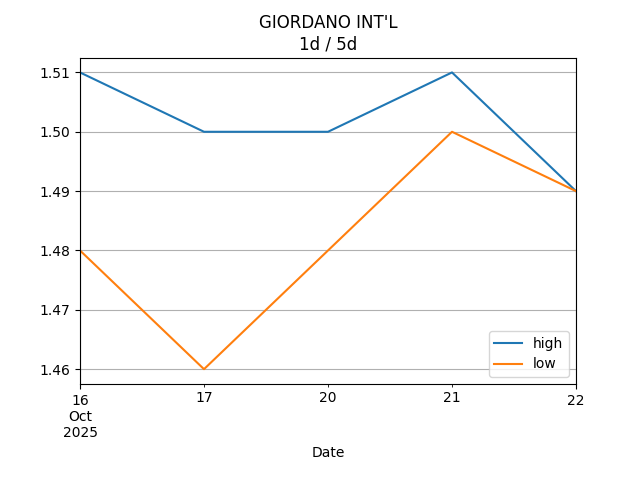 GIORDANO INT'L
1d / 5d
1.51
1.50
1.49
1.48
1.47
1.46
high
low
16 17 20 21 22
Oct
2025
Date